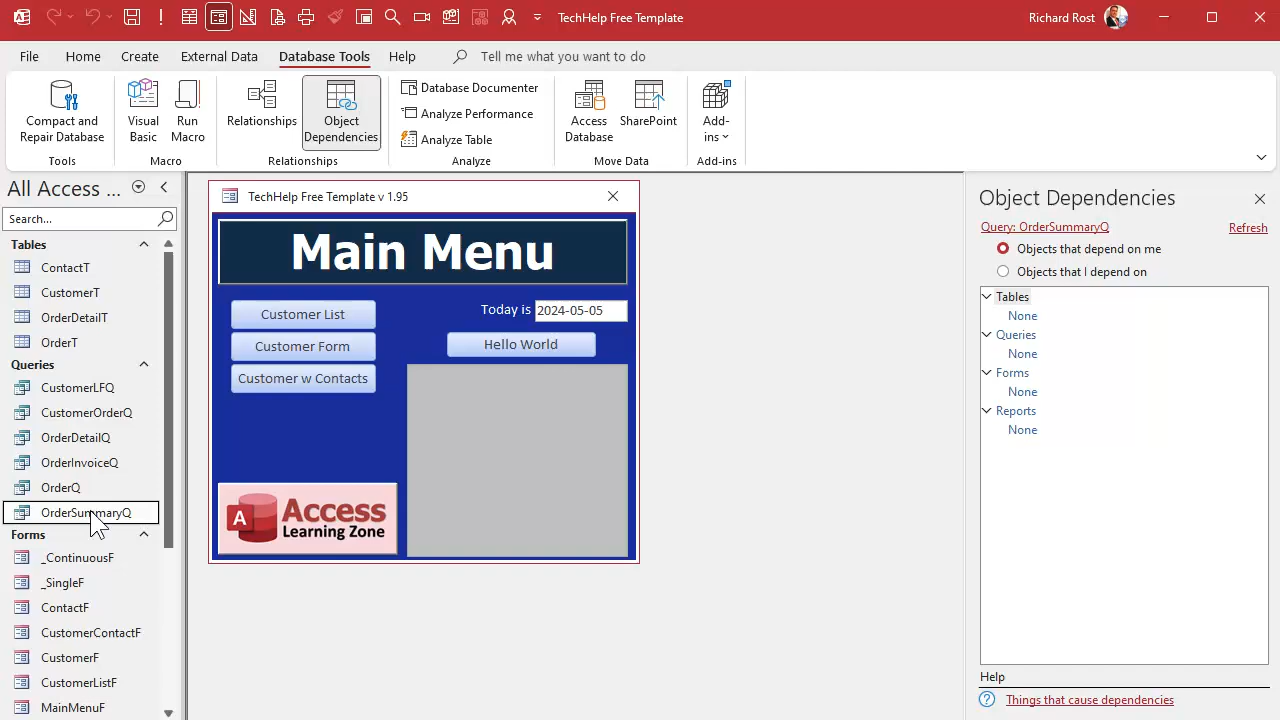 TechHelp Free Template
Richard Rost
File
Home
Create
External Data
Database Tools
Help
Tell me what you want to do
Compact and
Repair Database
Tools
Visual
Basic
Run
Macro
Macro
Relationships
Object
Dependencies
Relationships
Database Documenter
Analyze Performance
Analyze Table
Analyze
Access
Database
SharePoint
Move Data
Add-
ins
Add-ins
All Access ...
Search...
Tables
ContactT
CustomerT
OrderDetailT
OrderT
Queries
CustomerLFQ
CustomerOrderQ
OrderDetailQ
OrderInvoiceQ
OrderQ
OrderSummaryQ
Forms
_ContinuousF
_SingleF
ContactF
CustomerContactF
CustomerF
CustomerListF
MainMenuF
TechHelp Free Template v 1.95
Main Menu
Customer List
Customer Form
Customer w Contacts
Today is 2024-05-05
Hello World
A
Access
Learning Zone
Object Dependencies
Query: OrderSummaryQ
Refresh
Objects that depend on me
Objects that I depend on
Tables
None
Queries
None
Forms
None
Reports
None
Help
Things that cause dependencies